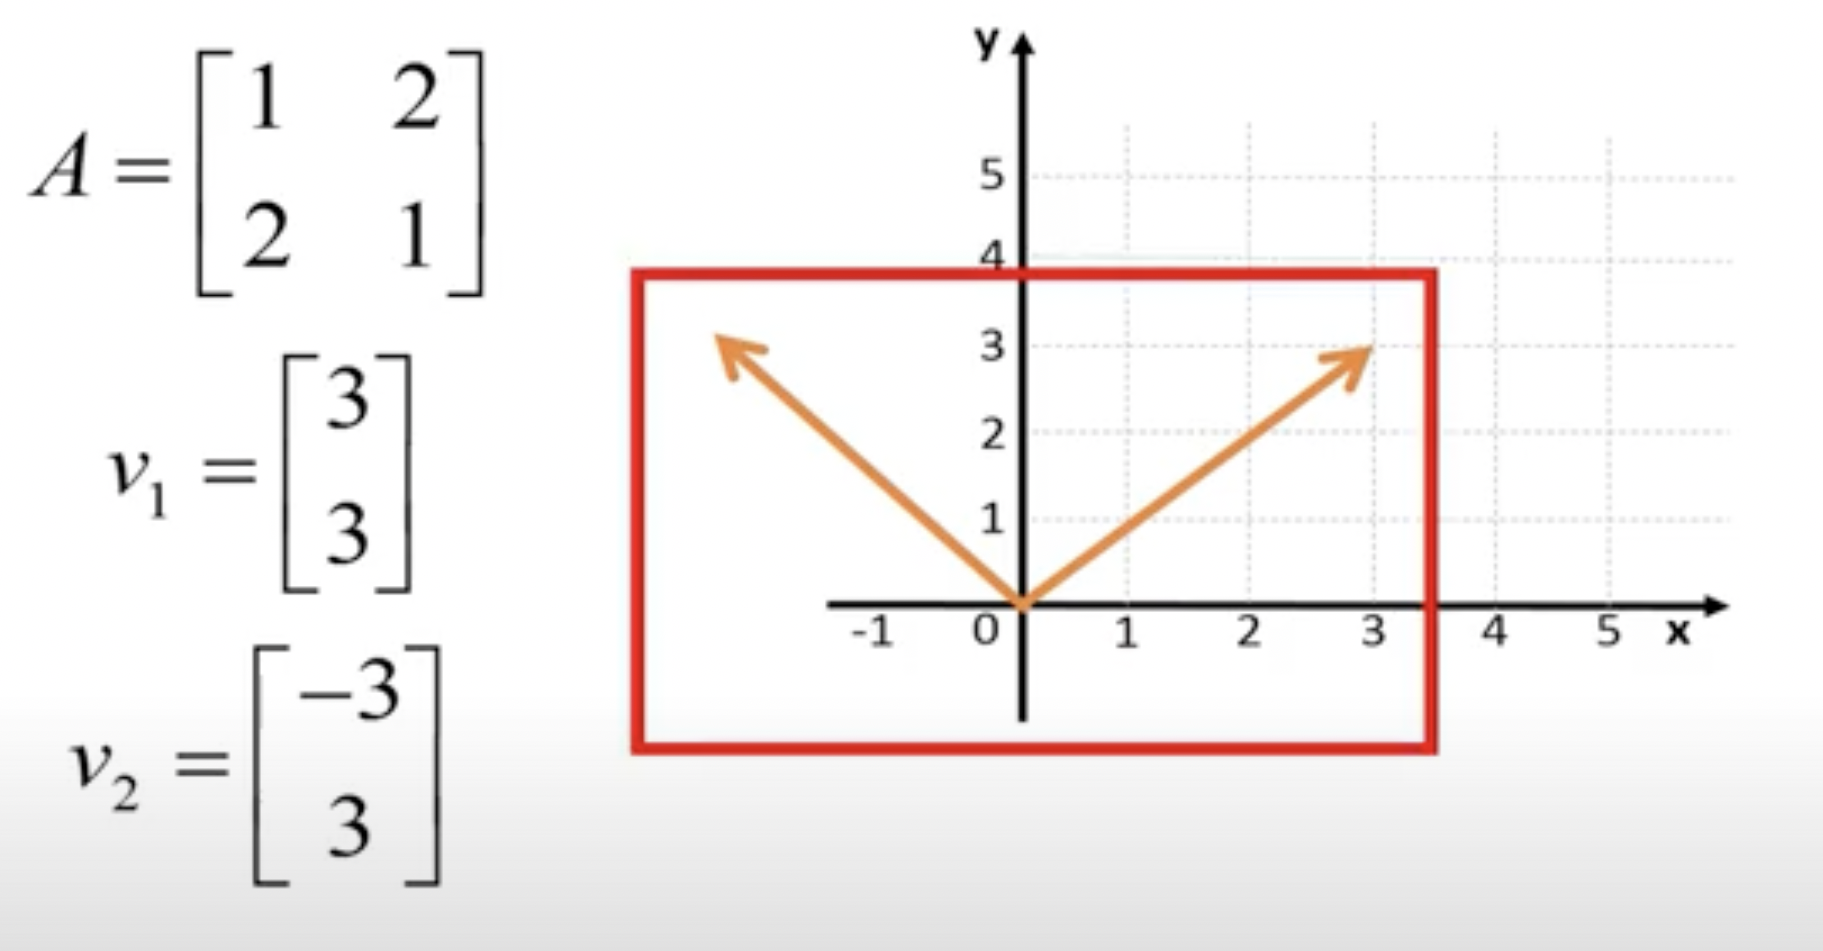 A = [1 2
2 1]
v1 = [3
3]
v2 = [−3
3]
y
5
4
3
2
1
-1 0 1 2 3 4 5 x